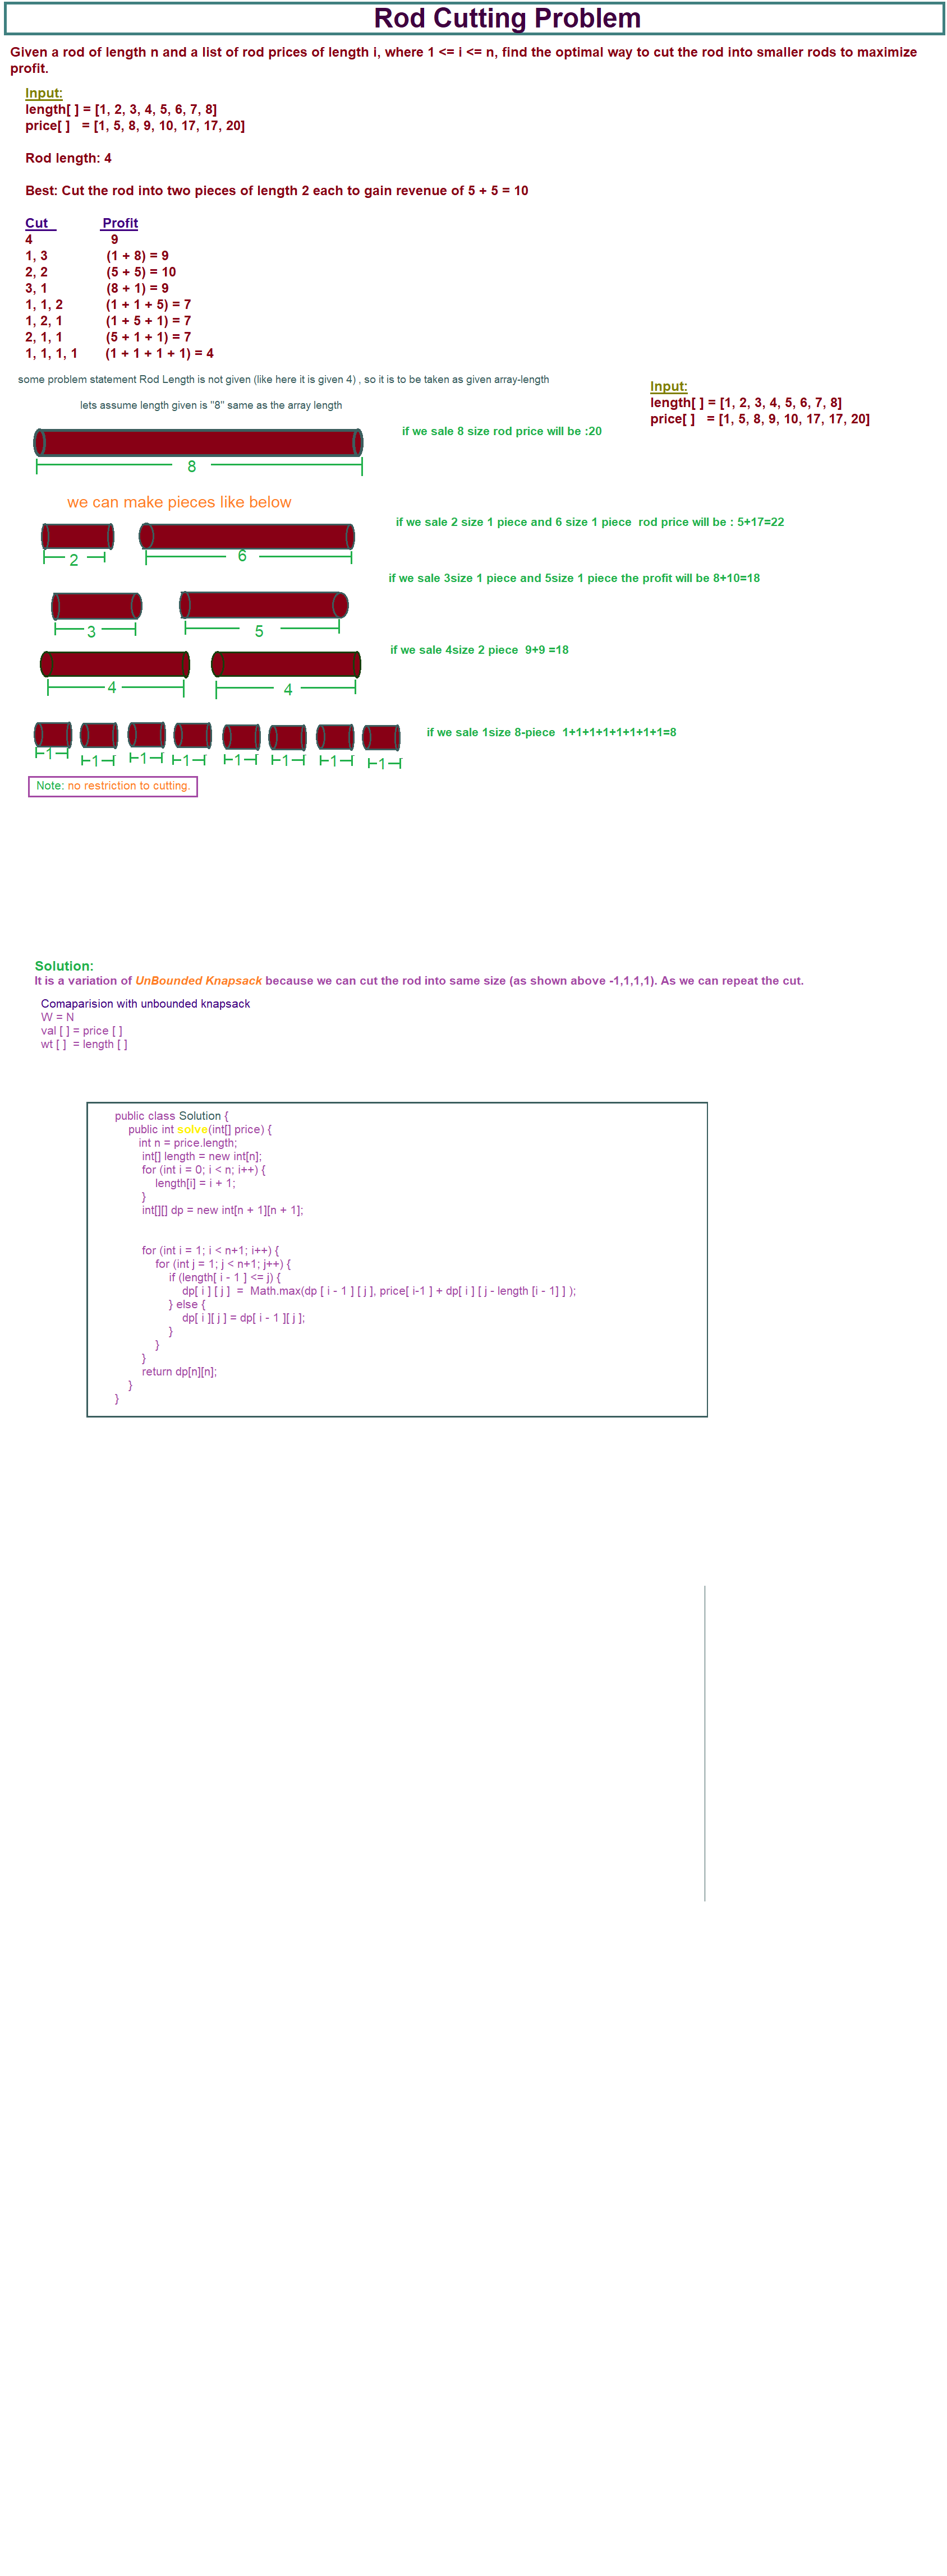 Rod Cutting Problem
Given a rod of length n and a list of rod prices of length i, where 1 <= i <= n, find the optimal way to cut the rod into smaller rods to maximize
profit.
Input:
length[ ] = [1, 2, 3, 4, 5, 6, 7, 8]
price[ ] = [1, 5, 8, 9, 10, 17, 17, 20]
Rod length: 4
Best: Cut the rod into two pieces of length 2 each to gain revenue of 5 + 5 = 10
Cut Profit
4 9
1, 3 (1 + 8) = 9
2, 2 (5 + 5) = 10
3, 1 (8 + 1) = 9
1, 1, 2 (1 + 1 + 5) = 7
1, 2, 1 (1 + 5 + 1) = 7
2, 1, 1 (5 + 1 + 1) = 7
1, 1, 1, 1 (1 + 1 + 1 + 1) = 4
some problem statement Rod Length is not given (like here it is given 4) , so it is to be taken as given array-length
lets assume length given is "8" same as the array length
Input:
length[ ] = [1, 2, 3, 4, 5, 6, 7, 8]
price[ ] = [1, 5, 8, 9, 10, 17, 17, 20]
if we sale 8 size rod price will be :20
8
we can make pieces like below
if we sale 2 size 1 piece and 6 size 1 piece rod price will be : 5+17=22
2 6
if we sale 3size 1 piece and 5size 1 piece the profit will be 8+10=18
3 5
if we sale 4size 2 piece 9+9 =18
4 4
if we sale 1size 8-piece 1+1+1+1+1+1+1+1=8
1 1 1 1 1 1 1 1
Note: no restriction to cutting.
Solution:
It is a variation of UnBounded Knapsack because we can cut the rod into same size (as shown above -1,1,1,1). As we can repeat the cut.
Comaparision with unbounded knapsack
W = N
val [ ] = price [ ]
wt [ ] = length [ ]
public class Solution {
public int solve(int[] price) {
int n = price.length;
int[] length = new int[n];
for (int i = 0; i < n; i++) {
length[i] = i + 1;
}
int[][] dp = new int[n + 1][n + 1];
for (int i = 1; i < n+1; i++) {
for (int j = 1; j < n+1; j++) {
if (length[ i - 1 ] <= j) {
dp[ i ] [ j ] = Math.max(dp [ i - 1 ] [ j ], price[ i-1 ] + dp[ i ] [ j - length [i - 1] ] );
} else {
dp[ i ][ j ] = dp[ i - 1 ][ j ];
}
}
}
return dp[n][n];
}
}